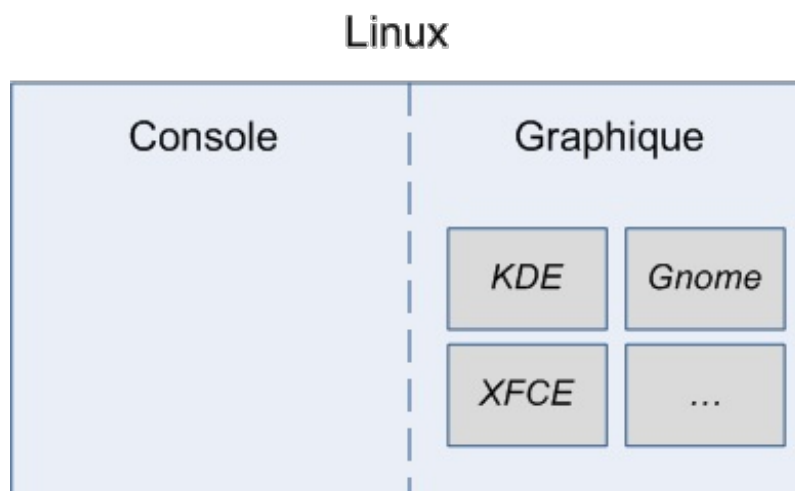 Linux
Console
Graphique
KDE
Gnome
XFCE
...